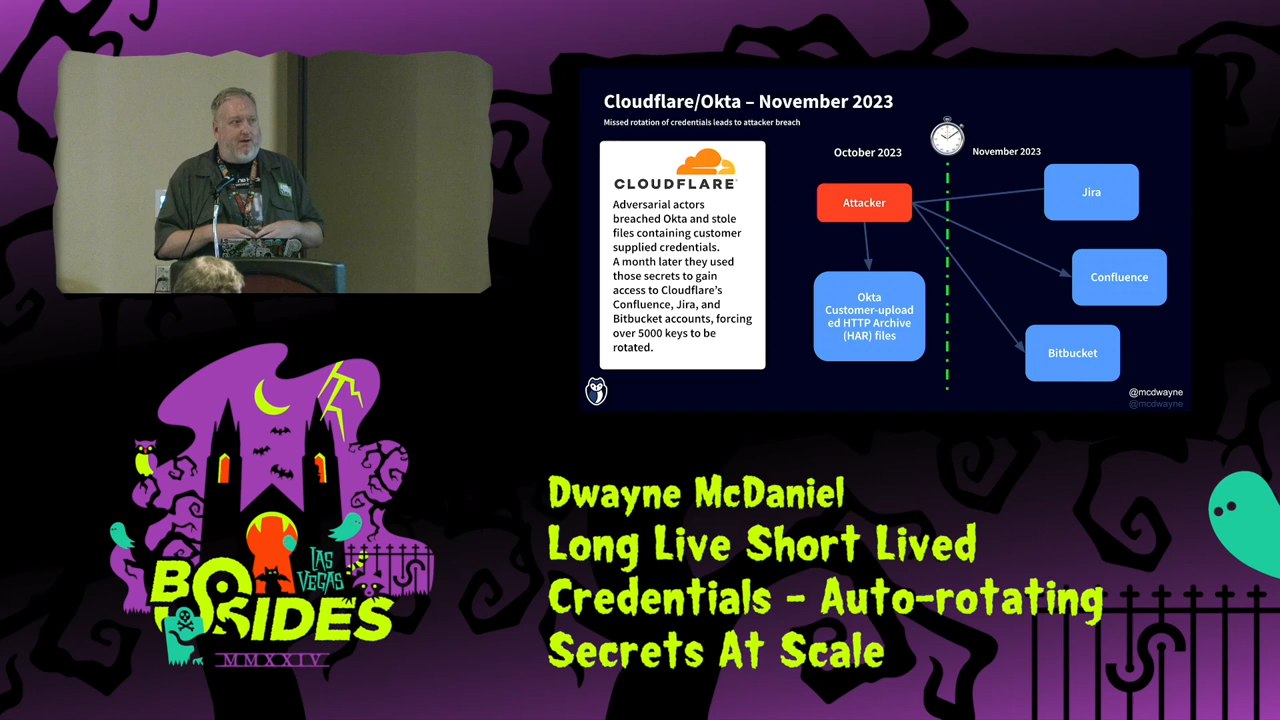 Cloudflare/Okta – November 2023
Missed rotation of credentials leads to attacker breach
CLOUDFLARE
Adversarial actors
breached Okta and stole
files containing customer
supplied credentials.
A month later they used
those secrets to gain
access to Cloudflare's
Confluence, Jira, and
Bitbucket accounts, forcing
over 5000 keys to be
rotated.
October 2023
November 2023
Attacker
Jira
Okta
Customer-upload
ed HTTP Archive
(HAR) files
Confluence
Bitbucket
@mcdwayne
@mcdwayne
BSIDES
LAS
VEGAS
MMXXIV
Dwayne McDaniel
Long Live Short Lived
Credentials – Auto-rotating
Secrets At Scale